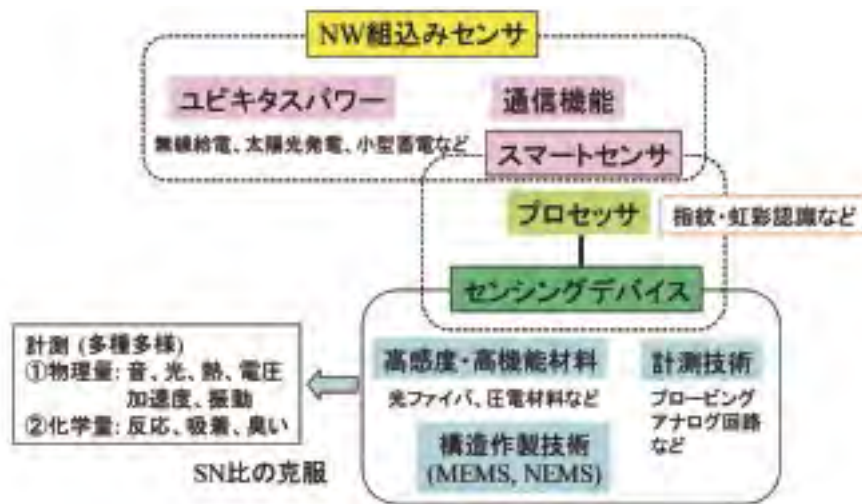 NW組込みセンサ
ユビキタスパワー
通信機能
無線給電、太陽光発電、小型蓄電など
スマートセンサ
プロセッサ
指紋・虹彩認識など
センシングデバイス
計測 (多種多様)
①物理量: 音、光、熱、電圧
加速度、振動
②化学量: 反応、吸着、臭い
SN比の克服
高感度・高機能材料
光ファイバ、圧電材料など
構造作製技術
(MEMS, NEMS)
計測技術
プロービング
アナログ回路
など